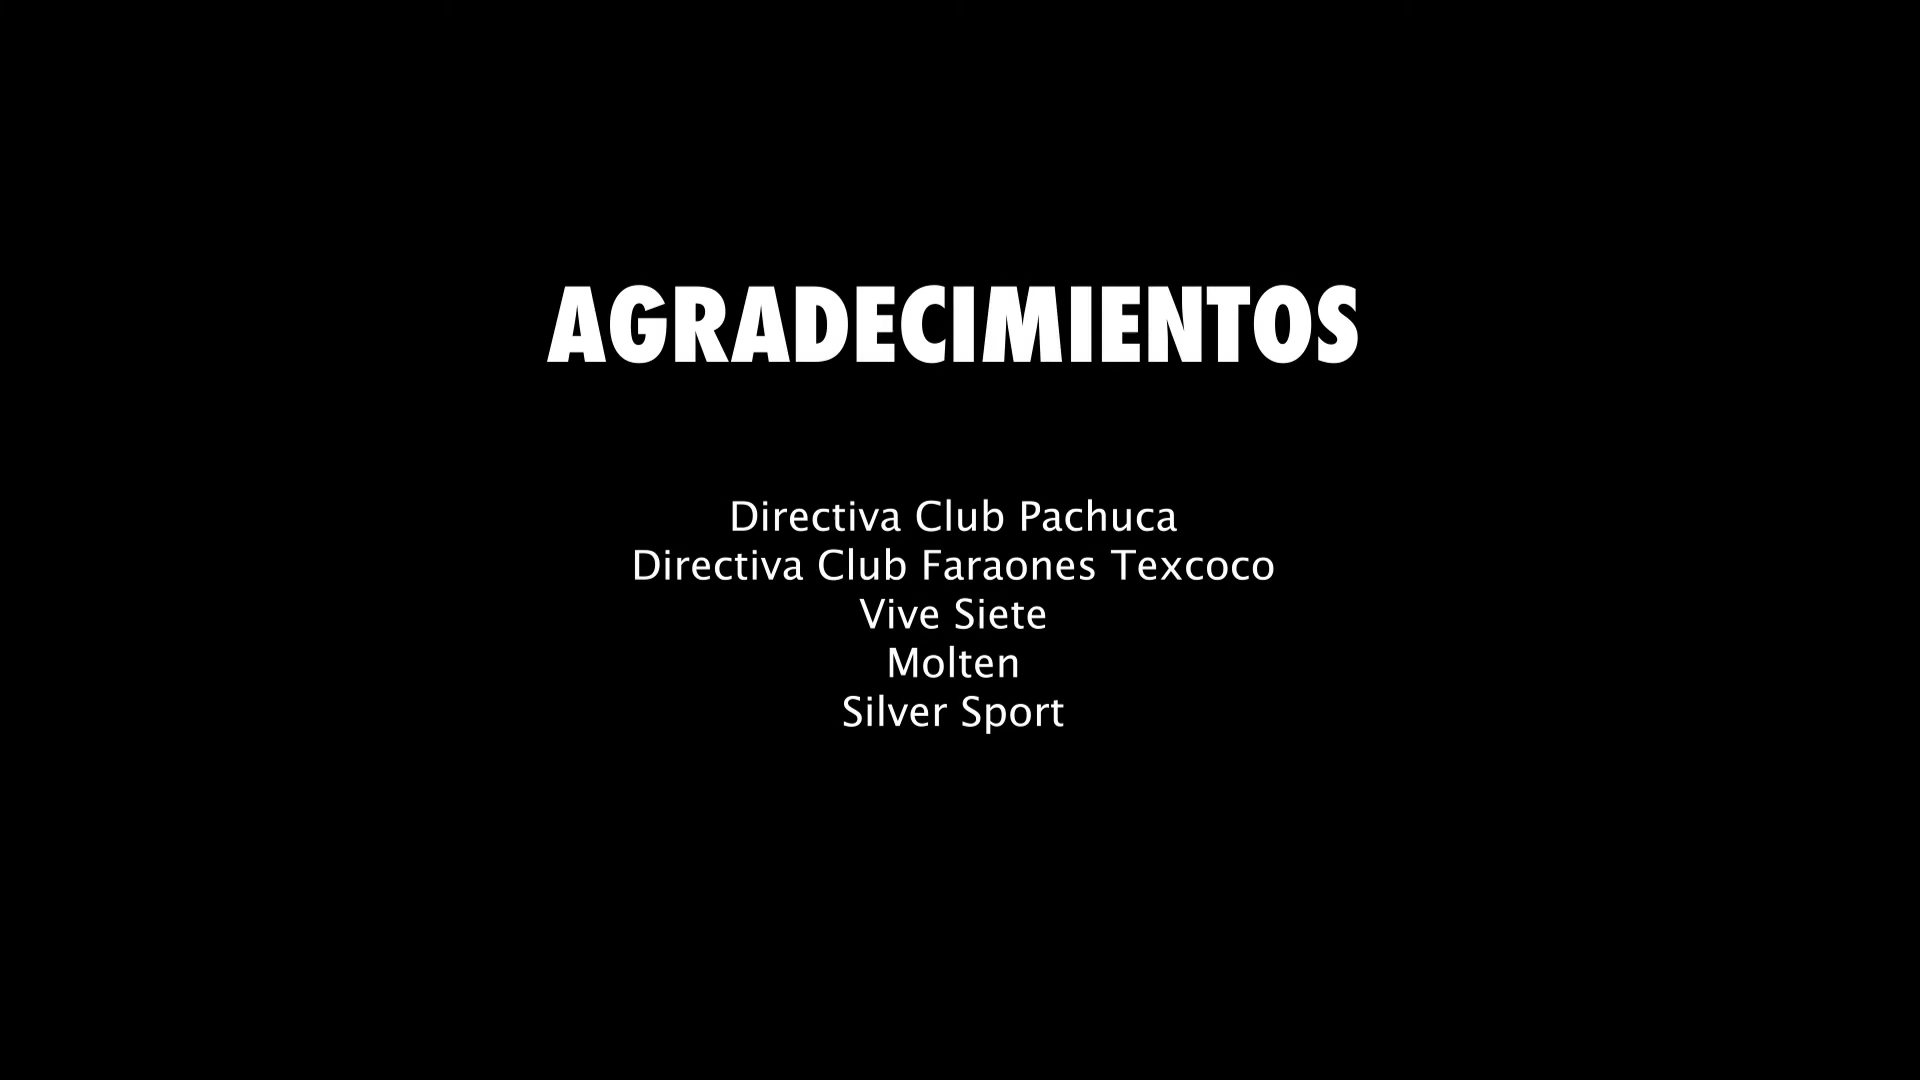 AGRADECIMIENTOS
Directiva Club Pachuca
Directiva Club Faraones Texcoco
Vive Siete
Molten
Silver Sport